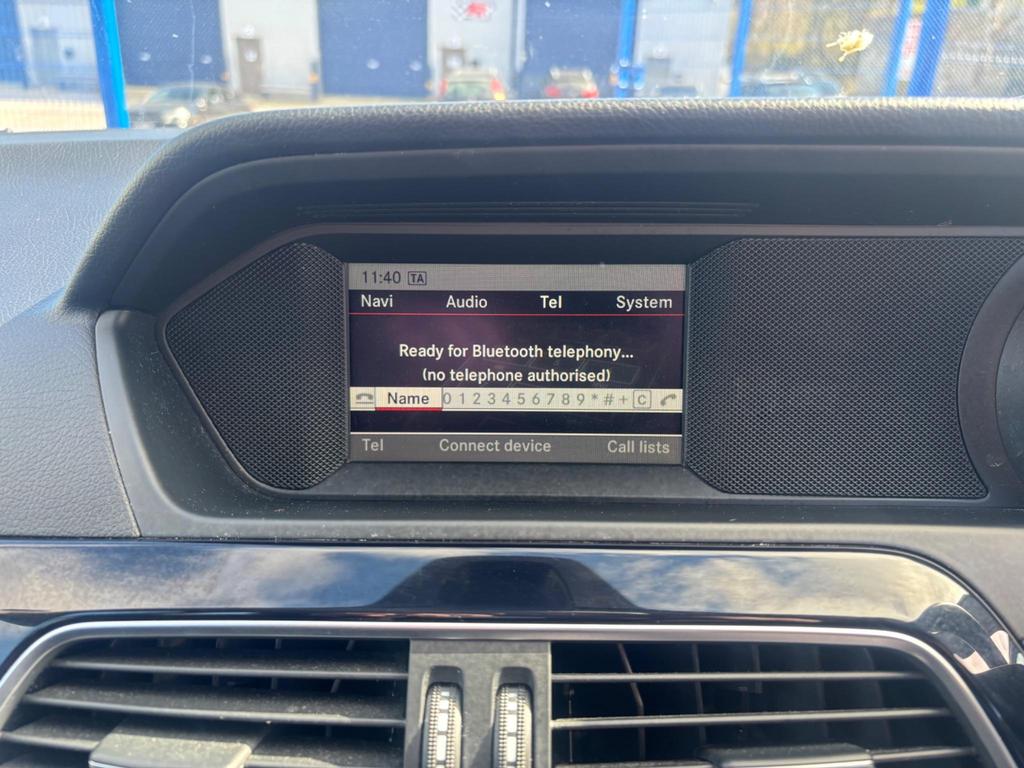 11:40 TA
Navi Audio Tel System
Ready for Bluetooth telephony...
(no telephone authorised)
Name 0 1 2 3 4 5 6 7 8 9 * # + C
Tel Connect device Call lists